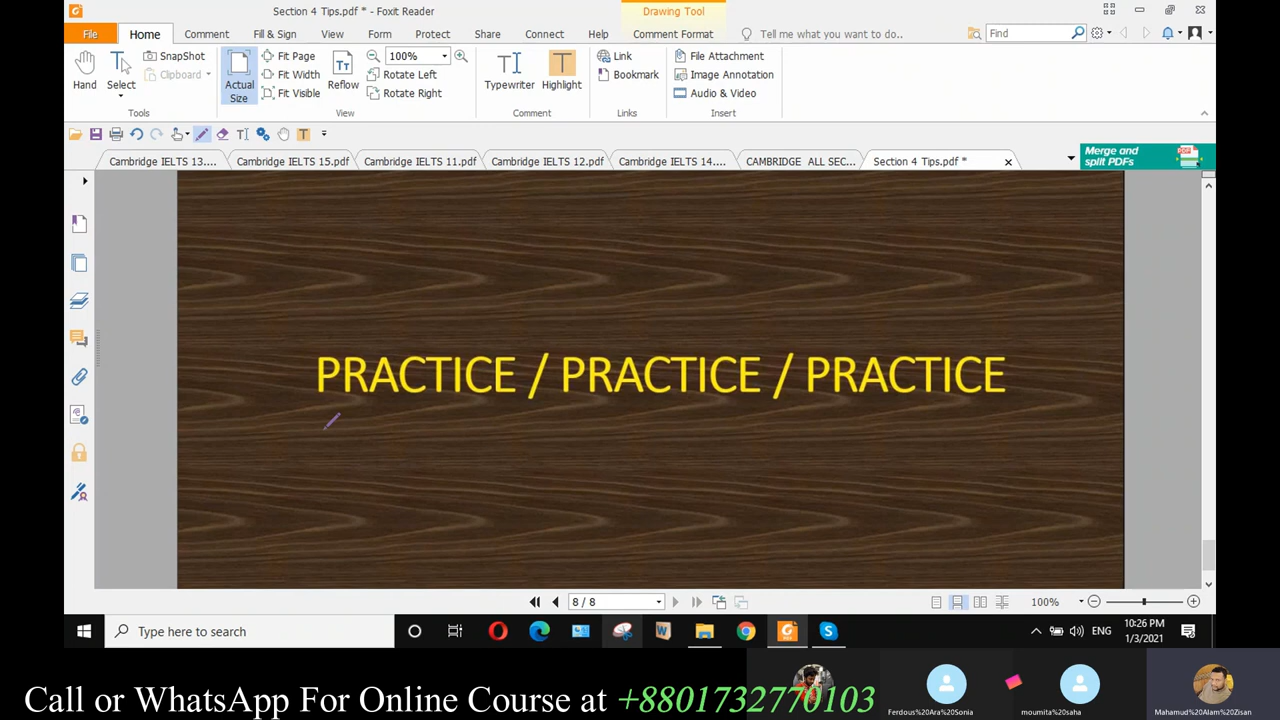 Section 4 Tips.pdf * - Foxit Reader
Drawing Tool
File Home Comment Fill & Sign View Form Protect Share Connect Help Comment Format Tell me what you want to do.. Find
Hand
Select
SnapShot
Clipboard
Tools
Actual Size
Fit Page
Fit Width
Fit Visible
Reflow
100%
Rotate Left
Rotate Right
View
Typewriter
Highlight
Comment
Link
Bookmark
Links
File Attachment
Image Annotation
Audio & Video
Insert
Cambridge IELTS 13.... Cambridge IELTS 15.pdf Cambridge IELTS 11.pdf Cambridge IELTS 12.pdf Cambridge IELTS 14.... CAMBRIDGE ALL SEC... Section 4 Tips.pdf *
Merge and
split PDFs
PRACTICE / PRACTICE / PRACTICE
8 / 8
100%
Type here to search
ENG
10:26 PM
1/3/2021
Call or WhatsApp For Online Course at +8801732770103
Ferdous%20Ara%20Sonia
moumita%20saha
Mahamud%20Alam%20Zisan